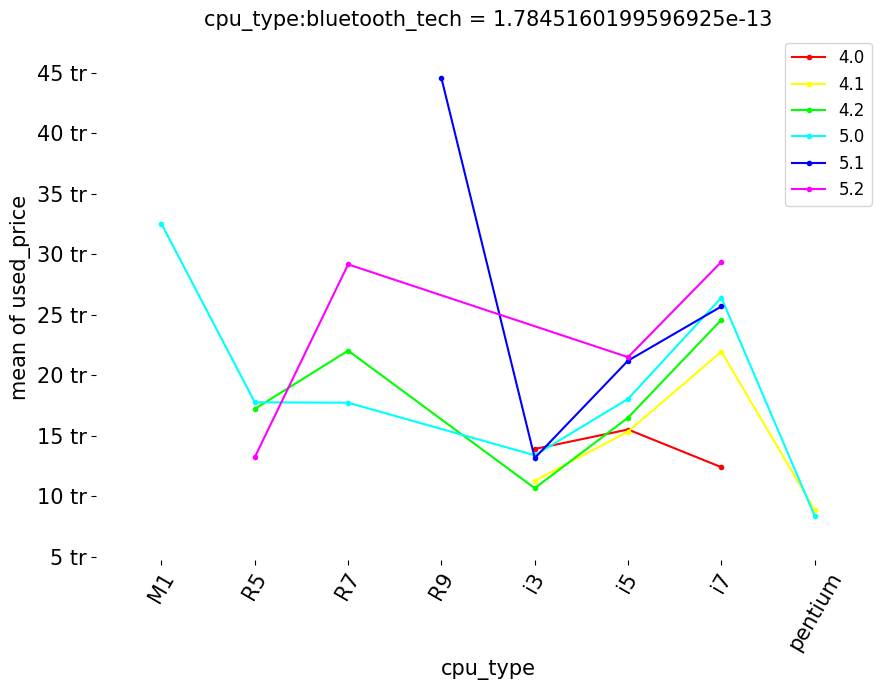 cpu_type:bluetooth_tech = 1.7845160199596925e-13
4.0
4.1
4.2
5.0
5.1
5.2
45 tr
40 tr
35 tr
30 tr
25 tr
20 tr
15 tr
10 tr
5 tr
mean of used_price
M1
R5
R7
R9
i3
i5
i7
pentium
cpu_type